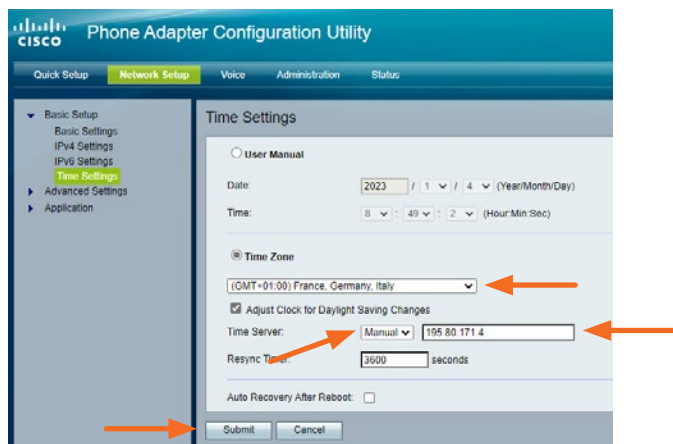 cisco Phone Adapter Configuration Utility
Quick Setup Network Setup Voice Administration Status
Basic Setup
Basic Settings
IPv4 Settings
IPv6 Settings
Time Settings
Advanced Settings
Application
Time Settings
User Manual
Date: 2023 / 1 / 4 (Year/Month/Day)
Time: 8 : 49 : 2 (Hour:Min:Sec)
Time Zone
(GMT+01:00) France, Germany, Italy
Adjust Clock for Daylight Saving Changes
Time Server: Manual 195.80.171.4
Resync Timer: 3600 seconds
Auto Recovery After Reboot:
Submit Cancel